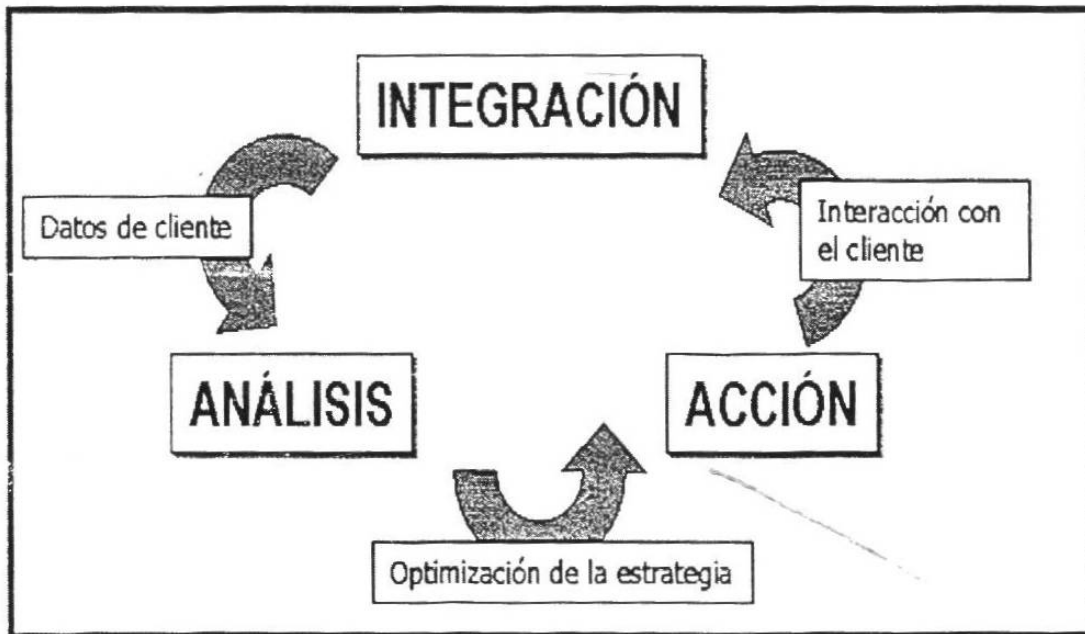 INTEGRACIÓN
Datos de cliente
Interacción con
el cliente
ANÁLISIS
ACCIÓN
Optimización de la estrategia